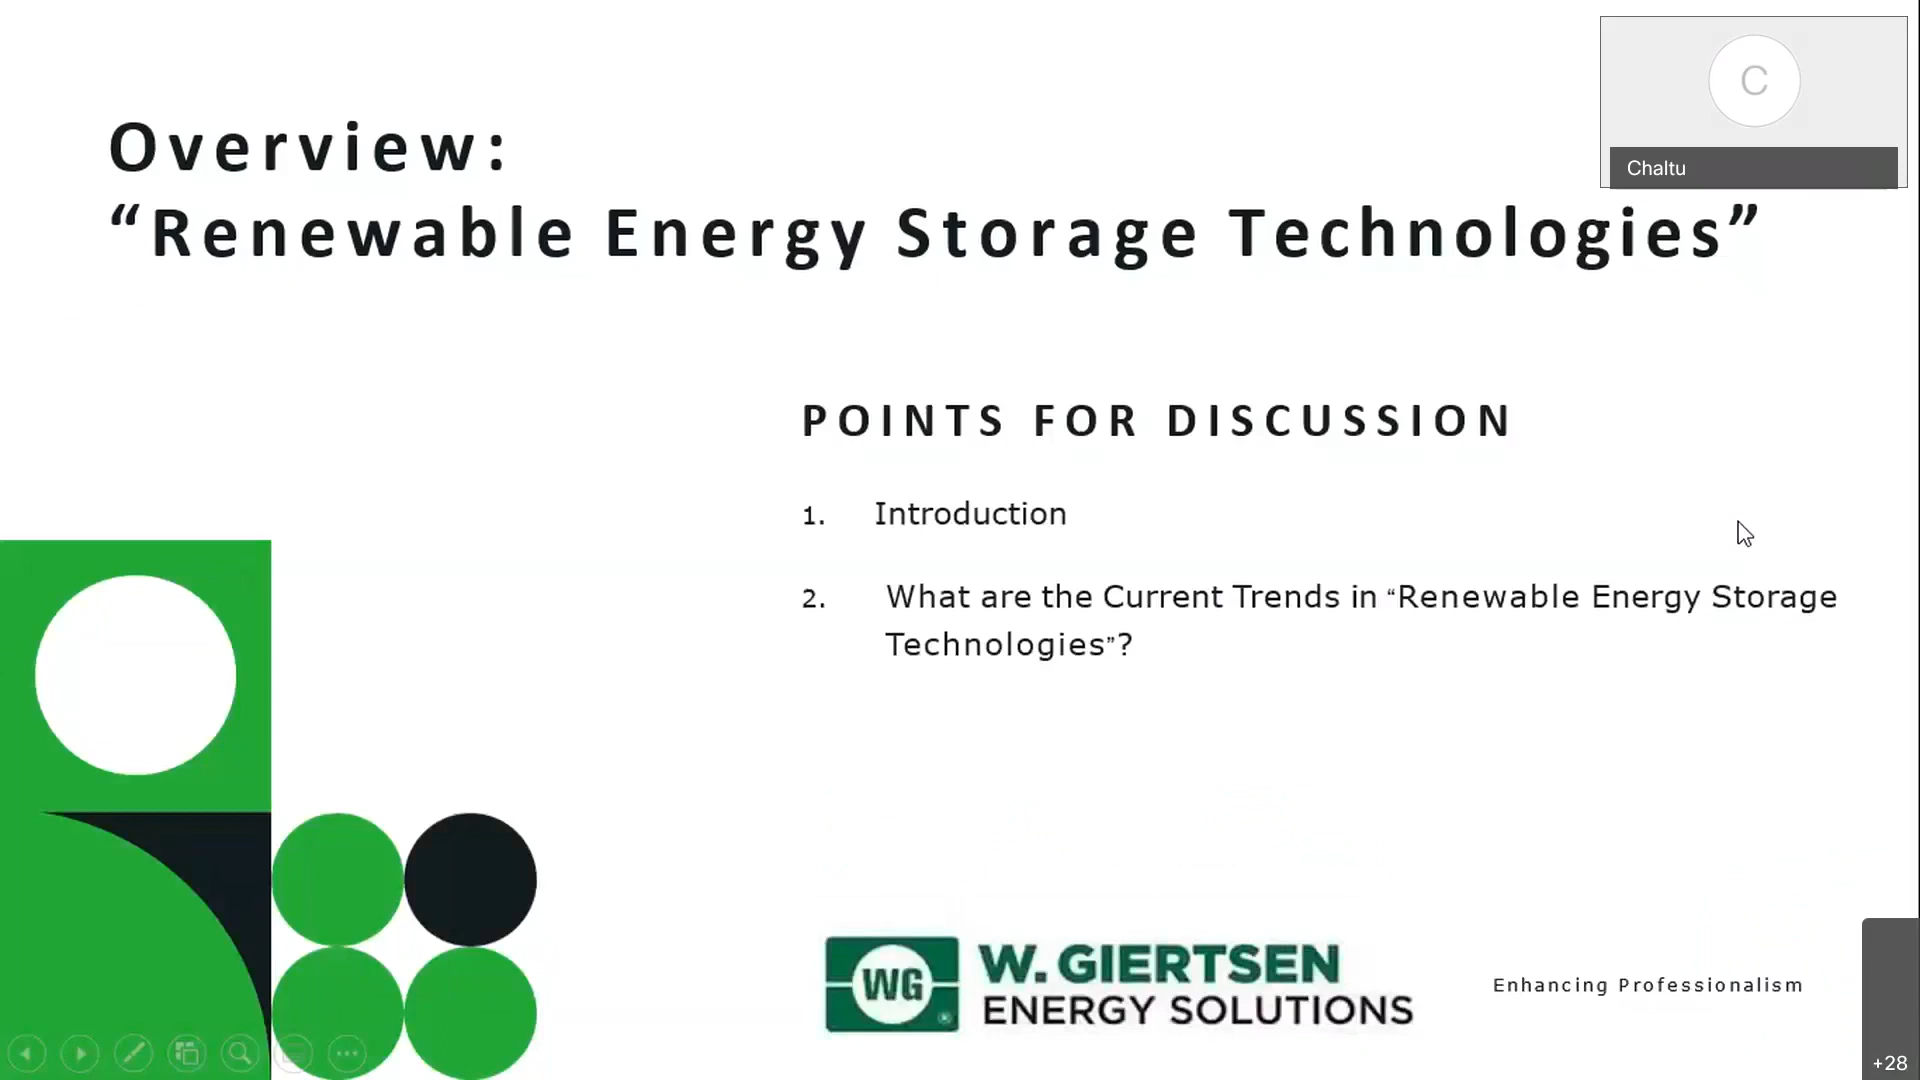 C
Chaltu
Overview:
“Renewable Energy Storage Technologies”
POINTS FOR DISCUSSION
1. Introduction
2. What are the Current Trends in “Renewable Energy Storage
Technologies”?
WG
W. GIERTSEN
ENERGY SOLUTIONS
Enhancing Professionalism
+28